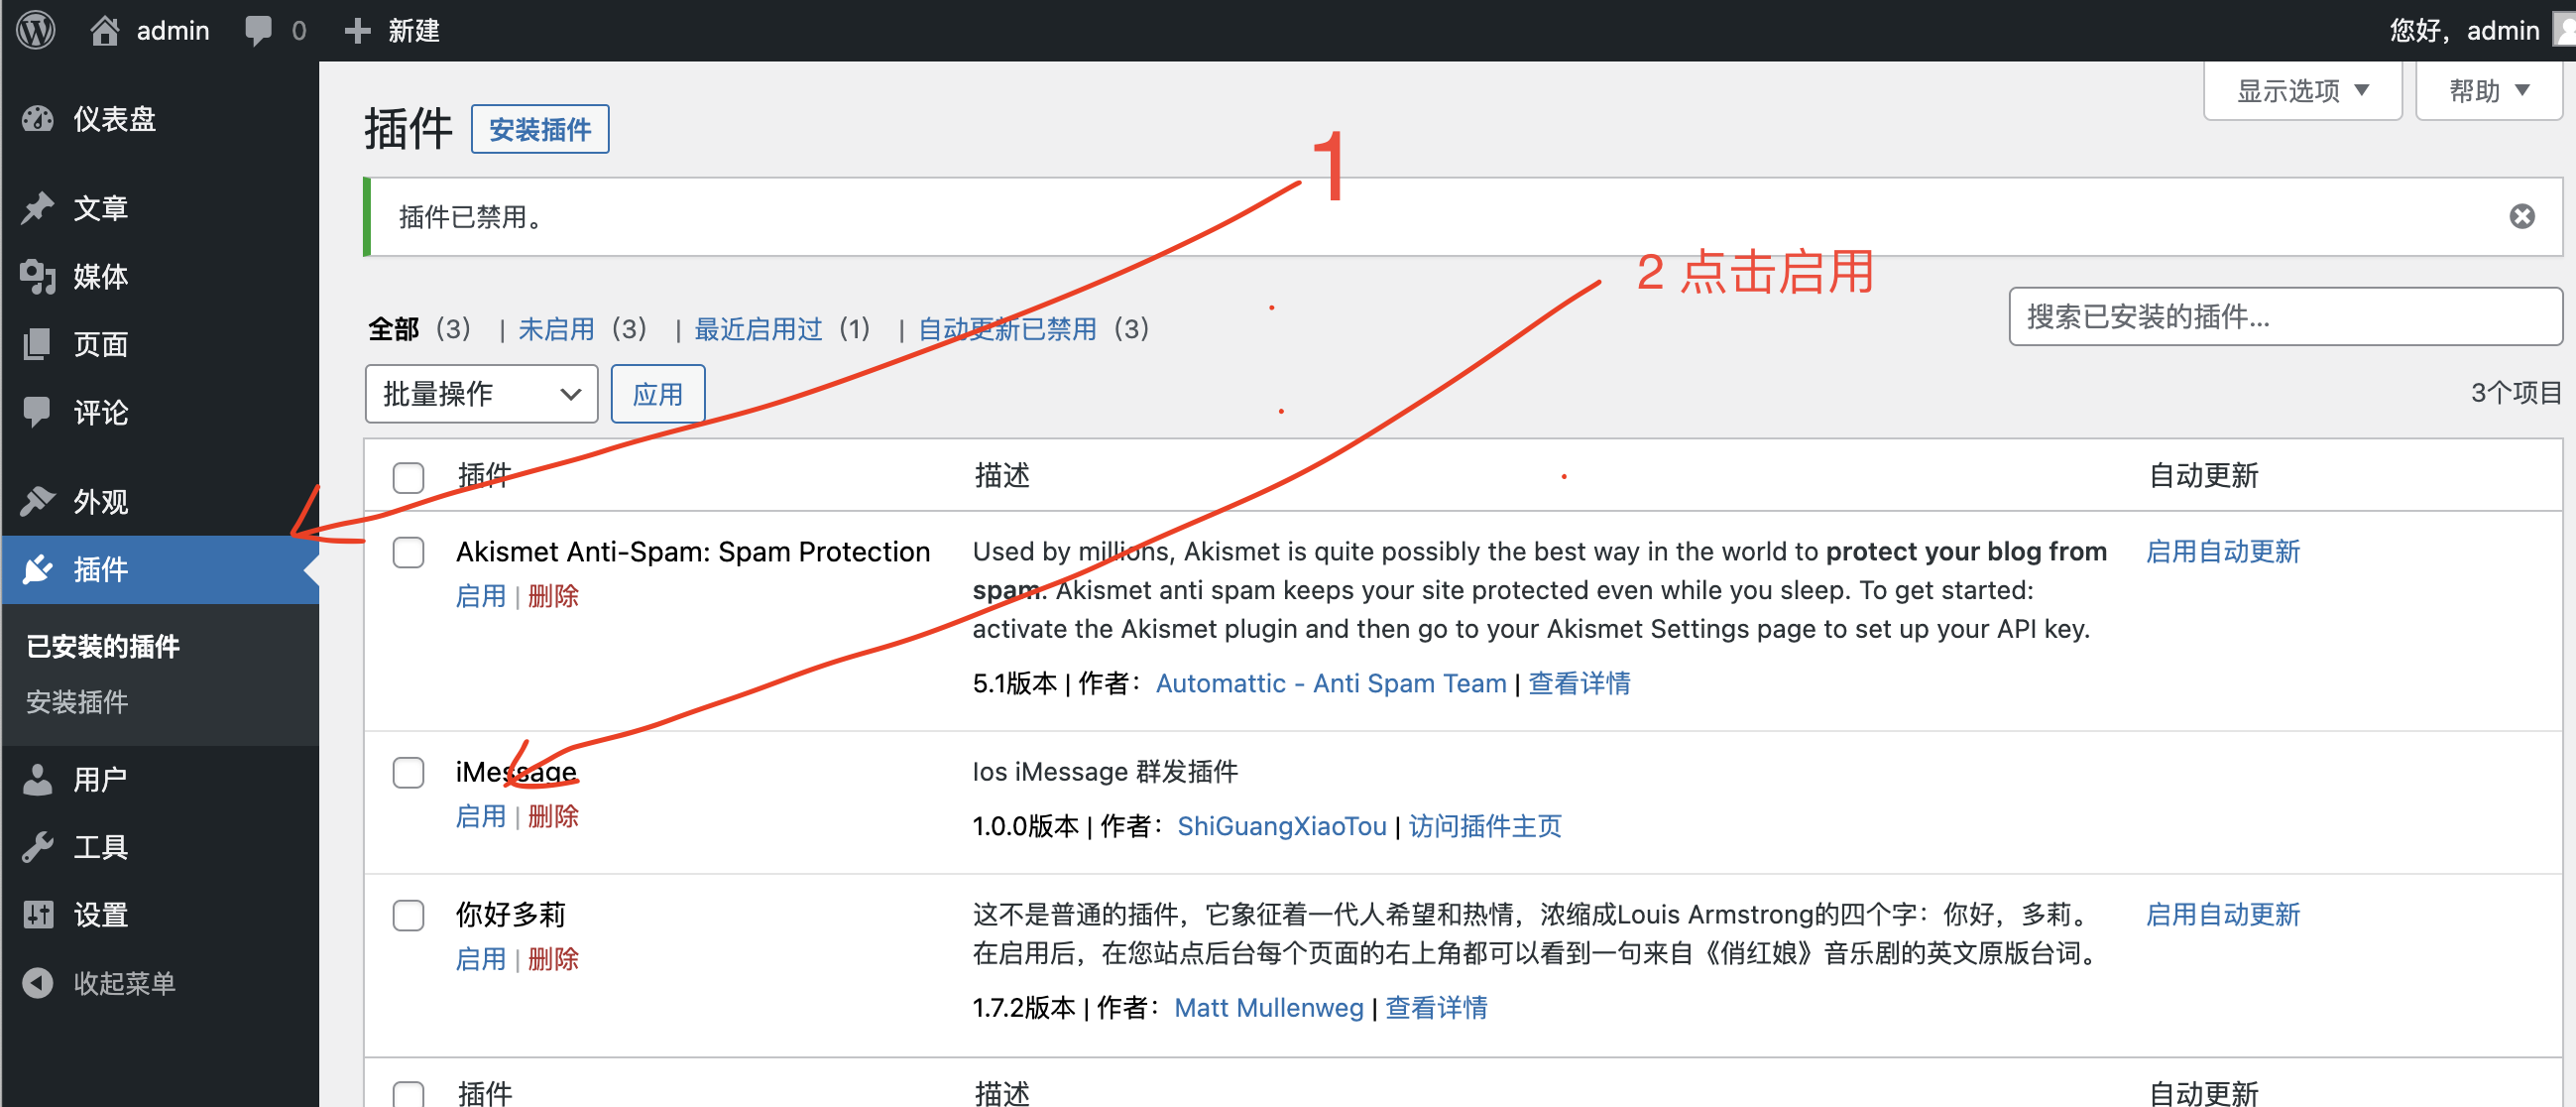 admin 0 新建 您好，admin
显示选项 帮助
仪表盘
文章
媒体
页面
评论
外观
插件
已安装的插件
安装插件
用户
工具
设置
收起菜单
插件 安装插件
1
插件已禁用。
2 点击启用
全部（3） | 未启用（3） | 最近启用过（1） | 自动更新已禁用（3）
搜索已安装的插件...
批量操作 应用
3个项目
插件 描述 自动更新
Akismet Anti-Spam: Spam Protection
启用 | 删除
Used by millions, Akismet is quite possibly the best way in the world to protect your blog from
spam. Akismet anti spam keeps your site protected even while you sleep. To get started:
activate the Akismet plugin and then go to your Akismet Settings page to set up your API key.
5.1版本 | 作者：Automattic - Anti Spam Team | 查看详情
启用自动更新
iMessage
启用 | 删除
Ios iMessage 群发插件
1.0.0版本 | 作者：ShiGuangXiaoTou | 访问插件主页
你好多莉
启用 | 删除
这不是普通的插件，它象征着一代人希望和热情，浓缩成Louis Armstrong的四个字：你好，多莉。
在启用后，在您站点后台每个页面的右上角都可以看到一句来自《俏红娘》音乐剧的英文原版台词。
1.7.2版本 | 作者：Matt Mullenweg | 查看详情
启用自动更新
插件 描述 自动更新